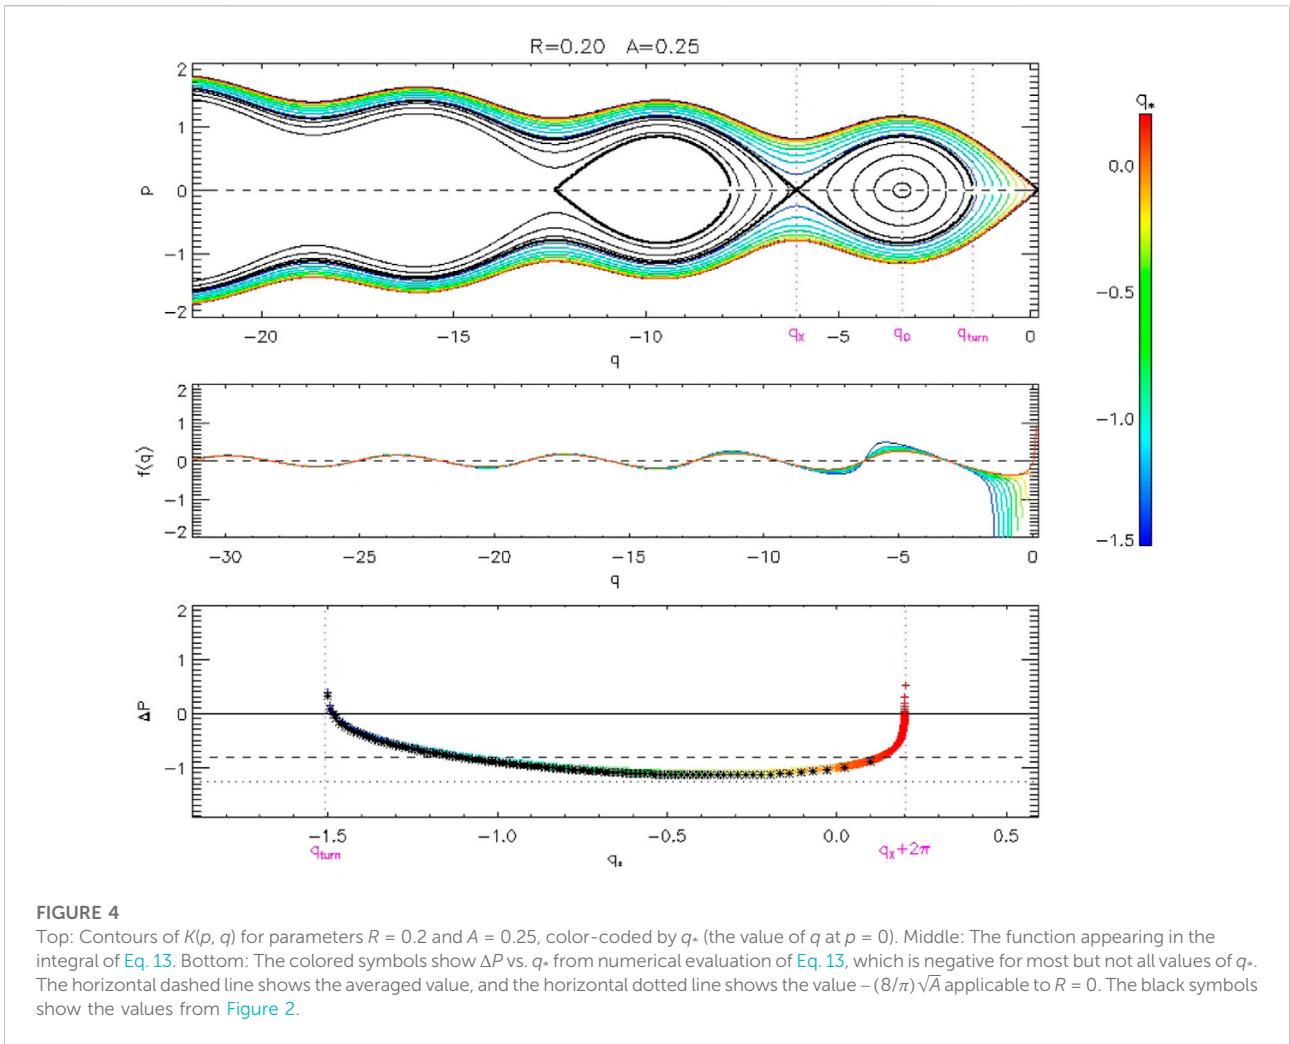 R=0.20 A=0.25
2
1
0
−1
−2
p
−20
−15
−10
−5
0
qₓ
qₒ
q_turn
q
q*
0.0
−0.5
−1.0
−1.5
2
1
0
−1
−2
f(q)
−30
−25
−20
−15
−10
−5
0
q
2
1
0
−1
ΔP
−1.5
−1.0
−0.5
0.0
0.5
q_turn
q*
qₓ+2π
FIGURE 4
Top: Contours of K(p, q) for parameters R = 0.2 and A = 0.25, color-coded by q* (the value of q at p = 0). Middle: The function appearing in the
integral of Eq. 13. Bottom: The colored symbols show ΔP vs. q* from numerical evaluation of Eq. 13, which is negative for most but not all values of q*.
The horizontal dashed line shows the averaged value, and the horizontal dotted line shows the value −(8/π)√A applicable to R = 0. The black symbols
show the values from Figure 2.